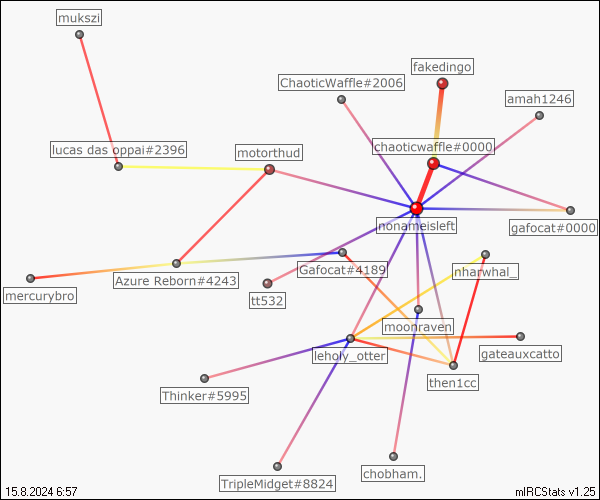 mukszi
fakedingo
ChaoticWaffle#2006
amah1246
chaoticwaffle#0000
lucas das oppai#2396
motorthud
nonameisleft
gafocat#0000
Gafocat#4189
nharwhal_
Azure Reborn#4243
mercurybro
tt532
moonraven
leholy_otter
gateauxcatto
then1cc
Thinker#5995
chobham.
TripleMidget#8824
15.8.2024 6:57
mIRCStats v1.25